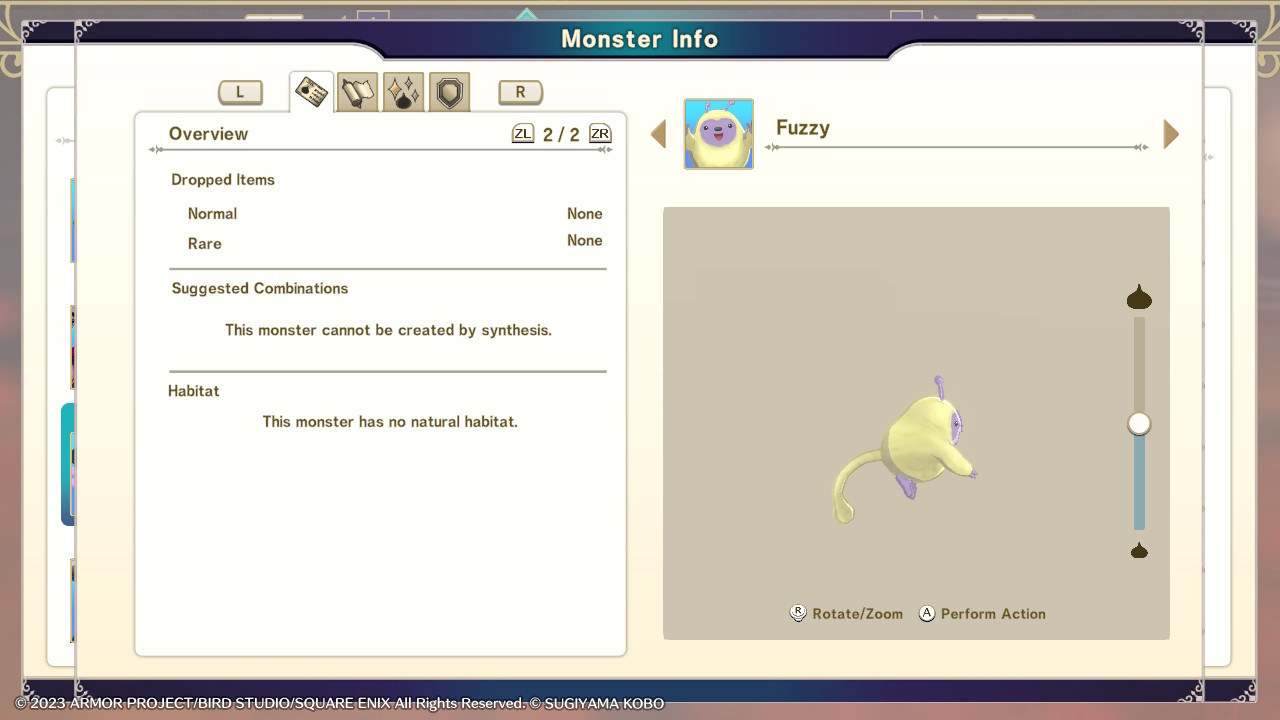 Monster Info
L
R
Overview
ZL 2 / 2 ZR
Dropped Items
Normal None
Rare None
Suggested Combinations
This monster cannot be created by synthesis.
Habitat
This monster has no natural habitat.
Fuzzy
R Rotate/Zoom A Perform Action
© 2023 ARMOR PROJECT/BIRD STUDIO/SQUARE ENIX All Rights Reserved. © SUGIYAMA KOBO